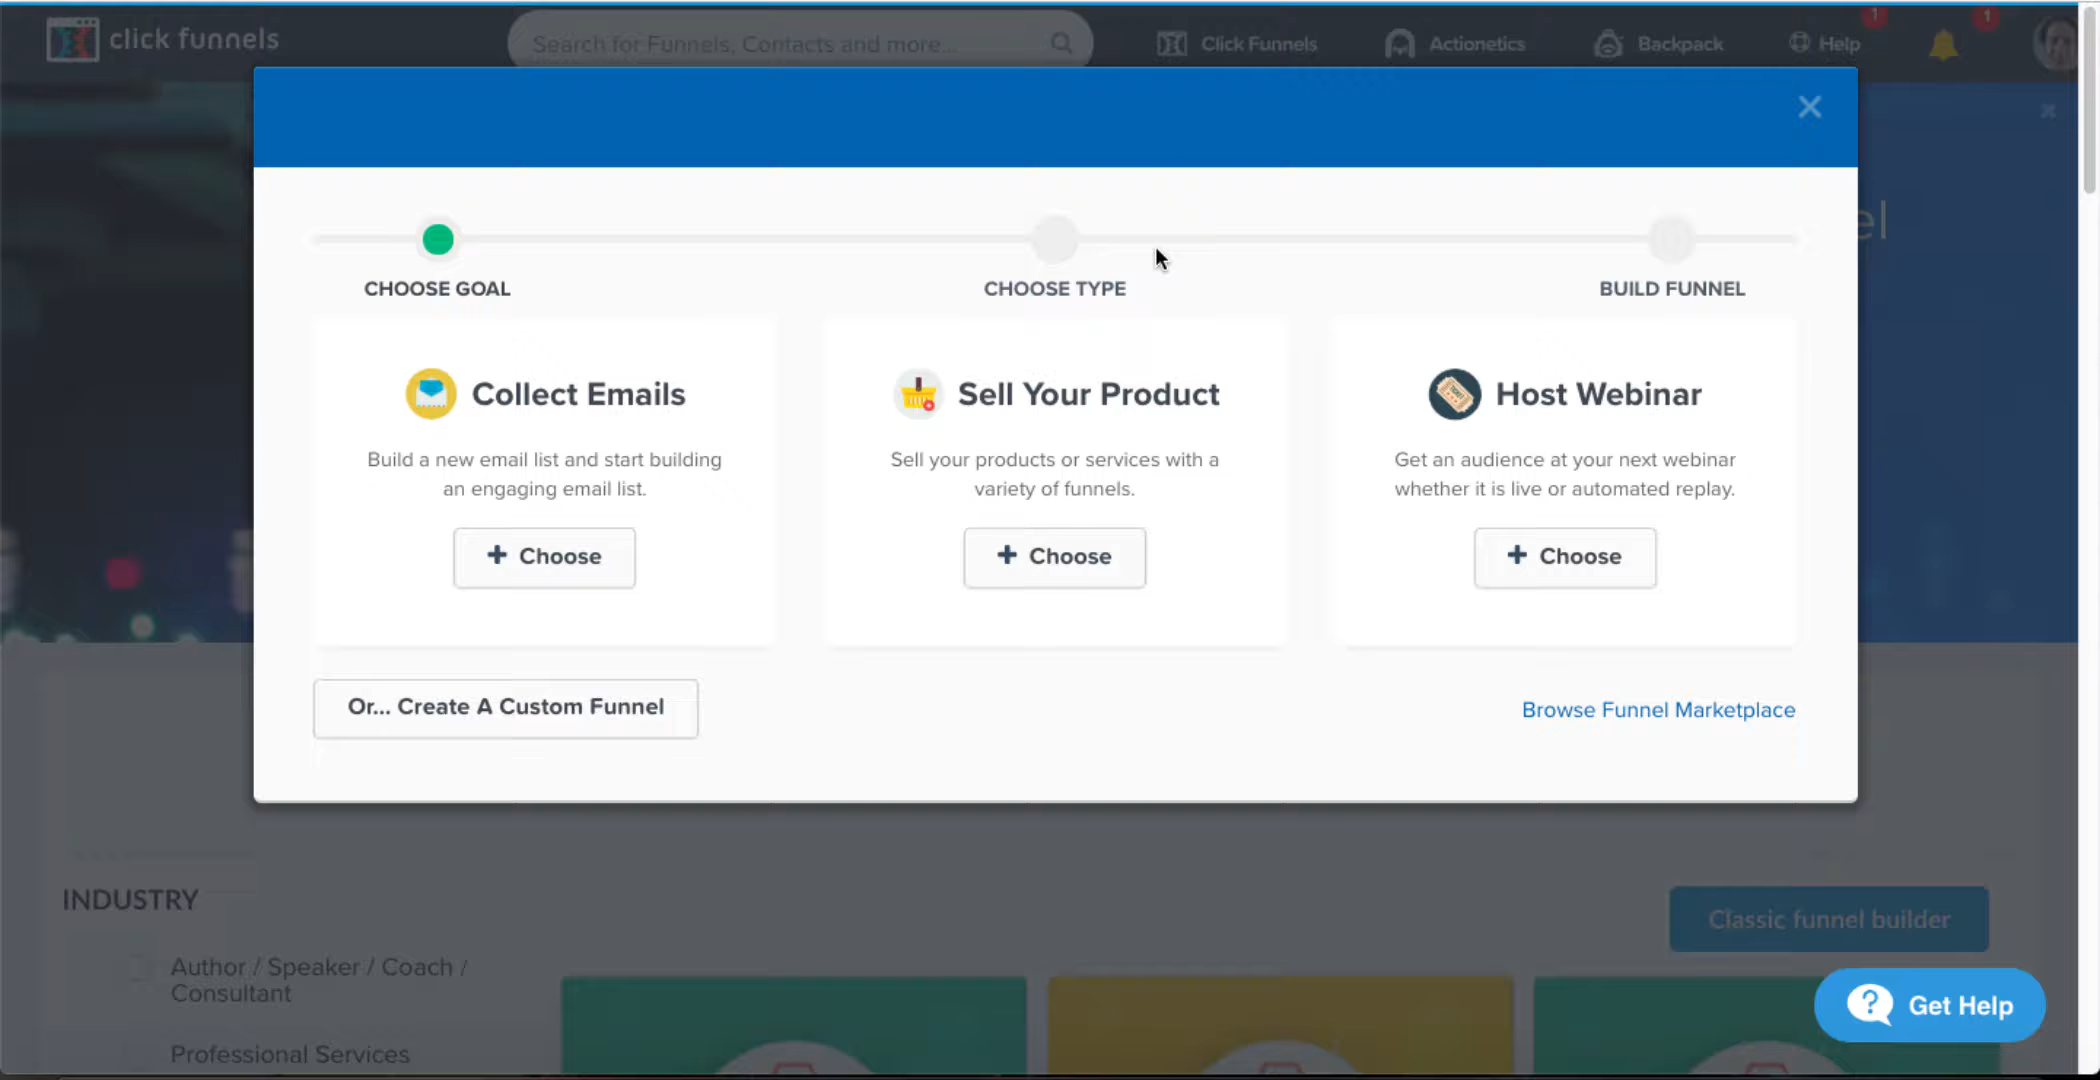 click funnels
Search for Funnels, Contacts and more...
Click Funnels
Actionetics
Backpack
Help
1
1
el
CHOOSE GOAL
CHOOSE TYPE
BUILD FUNNEL
Collect Emails
Build a new email list and start building
an engaging email list.
+ Choose
Sell Your Product
Sell your products or services with a
variety of funnels.
+ Choose
Host Webinar
Get an audience at your next webinar
whether it is live or automated replay.
+ Choose
Or... Create A Custom Funnel
Browse Funnel Marketplace
INDUSTRY
Classic funnel builder
Author / Speaker / Coach /
Consultant
Professional Services
Get Help